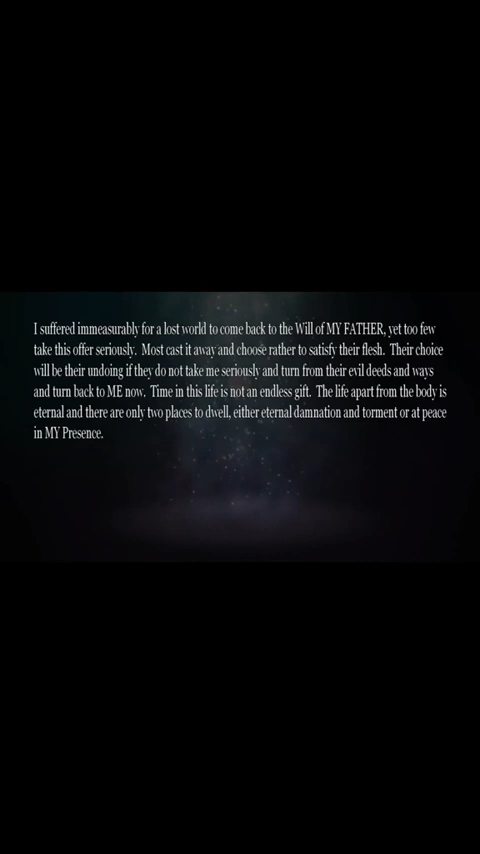 I suffered immeasurably for a lost world to come back to the Will of MY FATHER, yet too few
take this offer seriously.  Most cast it away and choose rather to satisfy their flesh.  Their choice
will be their undoing if they do not take me seriously and turn from their evil deeds and ways
and turn back to ME now.  Time in this life is not an endless gift.  The life apart from the body is
eternal and there are only two places to dwell, either eternal damnation and torment or at peace
in MY Presence.